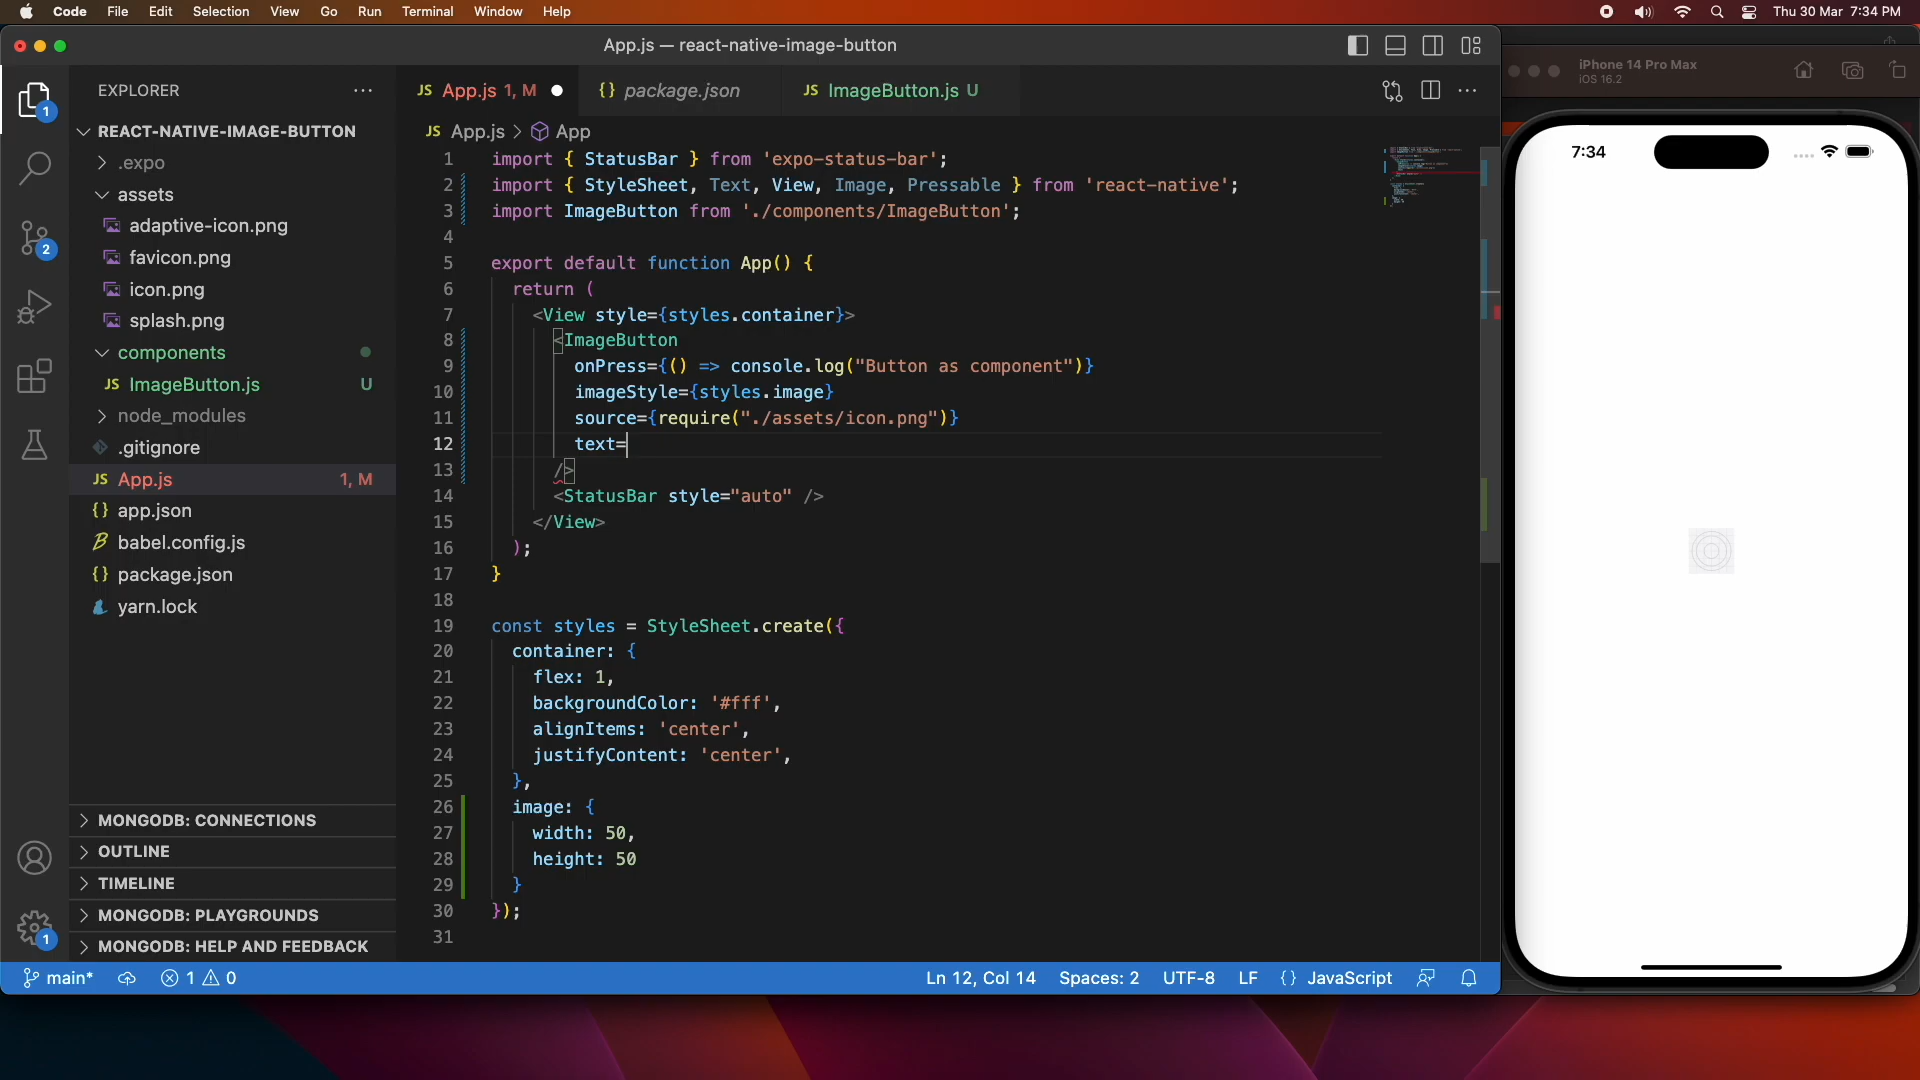 Code File Edit Selection View Go Run Terminal Window Help Thu 30 Mar 7:34 PM
App.js — react-native-image-button
iPhone 14 Pro Max
iOS 16.2
EXPLORER
JS App.js 1, M
{} package.json
JS ImageButton.js U
JS App.js > App
1
2
1
REACT-NATIVE-IMAGE-BUTTON
.expo
assets
adaptive-icon.png
favicon.png
icon.png
splash.png
components
JS ImageButton.js U
node_modules
.gitignore
JS App.js 1, M
{} app.json
babel.config.js
{} package.json
yarn.lock
MONGODB: CONNECTIONS
OUTLINE
TIMELINE
MONGODB: PLAYGROUNDS
MONGODB: HELP AND FEEDBACK
1 import { StatusBar } from 'expo-status-bar';
2 import { StyleSheet, Text, View, Image, Pressable } from 'react-native';
3 import ImageButton from './components/ImageButton';
4
5 export default function App() {
6 return (
7 <View style={styles.container}>
8 <ImageButton
9 onPress={() => console.log("Button as component")}
10 imageStyle={styles.image}
11 source={require("./assets/icon.png")}
12 text=
13 />
14 <StatusBar style="auto" />
15 </View>
16 );
17 }
18
19 const styles = StyleSheet.create({
20 container: {
21 flex: 1,
22 backgroundColor: '#fff',
23 alignItems: 'center',
24 justifyContent: 'center',
25 },
26 image: {
27 width: 50,
28 height: 50
29 }
30 });
31
7:34
main* 1 0 Ln 12, Col 14 Spaces: 2 UTF-8 LF {} JavaScript